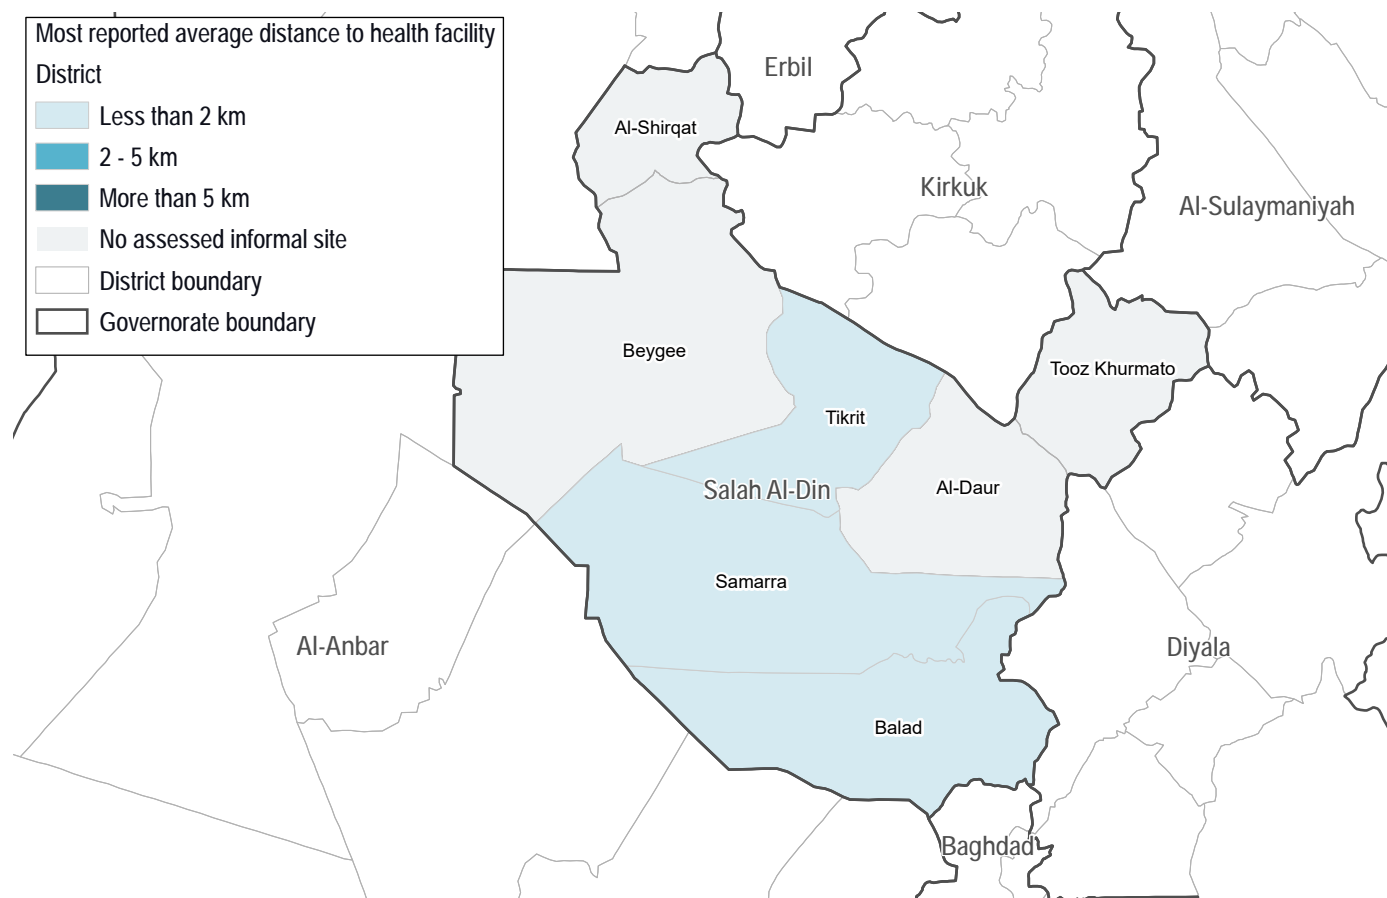 Most reported average distance to health facility
District
Less than 2 km
2 - 5 km
More than 5 km
No assessed informal site
District boundary
Governorate boundary
Erbil
Al-Shirqat
Kirkuk
Al-Sulaymaniyah
Beygee
Tooz Khurmato
Tikrit
Salah Al-Din
Al-Daur
Samarra
Al-Anbar
Diyala
Balad
Baghdad